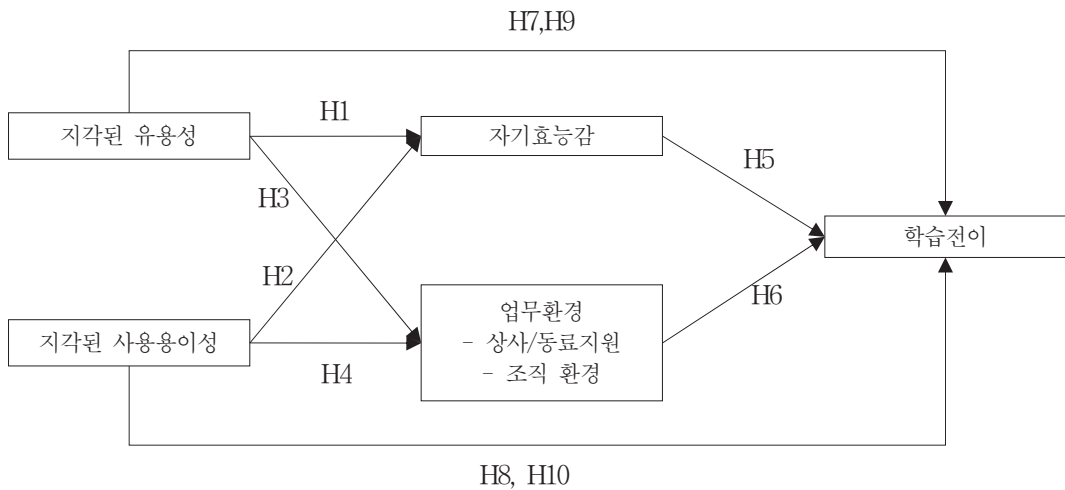 H7,H9
지각된 유용성
H1
자기효능감
H5
H3
학습전이
H2
H6
지각된 사용용이성
H4
업무환경
- 상사/동료지원
- 조직 환경
H8, H10